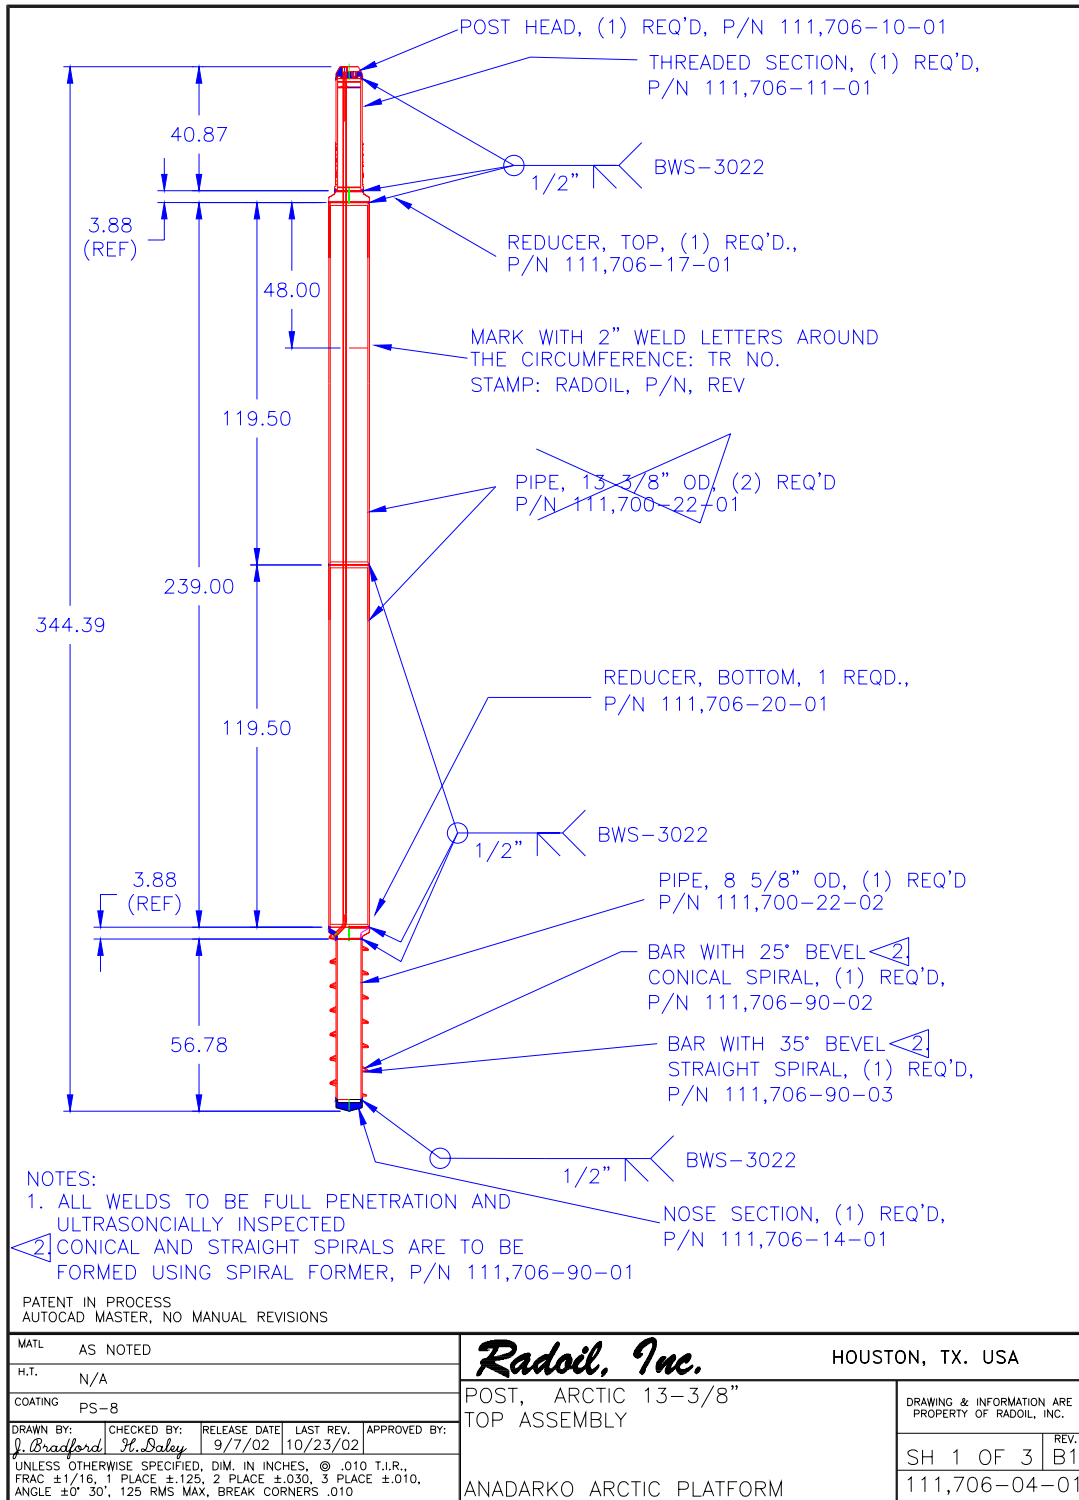 POST HEAD, (1) REQ'D, P/N 111,706-10-01
THREADED SECTION, (1) REQ'D,
P/N 111,706-11-01
40.87
1/2" BWS-3022
3.88
(REF)
REDUCER, TOP, (1) REQ'D.,
P/N 111,706-17-01
48.00
MARK WITH 2" WELD LETTERS AROUND
THE CIRCUMFERENCE: TR NO.
STAMP: RADOIL, P/N, REV
119.50
PIPE, 13-3/8" OD, (2) REQ'D
P/N 111,700-22-01
239.00
344.39
REDUCER, BOTTOM, 1 REQD.,
P/N 111,706-20-01
119.50
1/2" BWS-3022
3.88
(REF)
PIPE, 8 5/8" OD, (1) REQ'D
P/N 111,700-22-02
BAR WITH 25° BEVEL 2.
CONICAL SPIRAL, (1) REQ'D,
P/N 111,706-90-02
56.78
BAR WITH 35° BEVEL 2.
STRAIGHT SPIRAL, (1) REQ'D,
P/N 111,706-90-03
1/2" BWS-3022
NOSE SECTION, (1) REQ'D,
P/N 111,706-14-01
NOTES:
1. ALL WELDS TO BE FULL PENETRATION AND
ULTRASONCIALLY INSPECTED
2. CONICAL AND STRAIGHT SPIRALS ARE TO BE
FORMED USING SPIRAL FORMER, P/N 111,706-90-01
PATENT IN PROCESS
AUTOCAD MASTER, NO MANUAL REVISIONS
MATL AS NOTED
H.T. N/A
COATING PS-8
DRAWN BY: J. Bradford
CHECKED BY: H. Daley
RELEASE DATE 9/7/02
LAST REV. 10/23/02
APPROVED BY:
UNLESS OTHERWISE SPECIFIED, DIM. IN INCHES, ◎ .010 T.I.R.,
FRAC ±1/16, 1 PLACE ±.125, 2 PLACE ±.030, 3 PLACE ±.010,
ANGLE ±0° 30', 125 RMS MAX, BREAK CORNERS .010
Radoil, Inc. HOUSTON, TX. USA
POST, ARCTIC 13-3/8"
TOP ASSEMBLY
ANADARKO ARCTIC PLATFORM
DRAWING & INFORMATION ARE
PROPERTY OF RADOIL, INC.
SH 1 OF 3
REV. B1
111,706-04-01